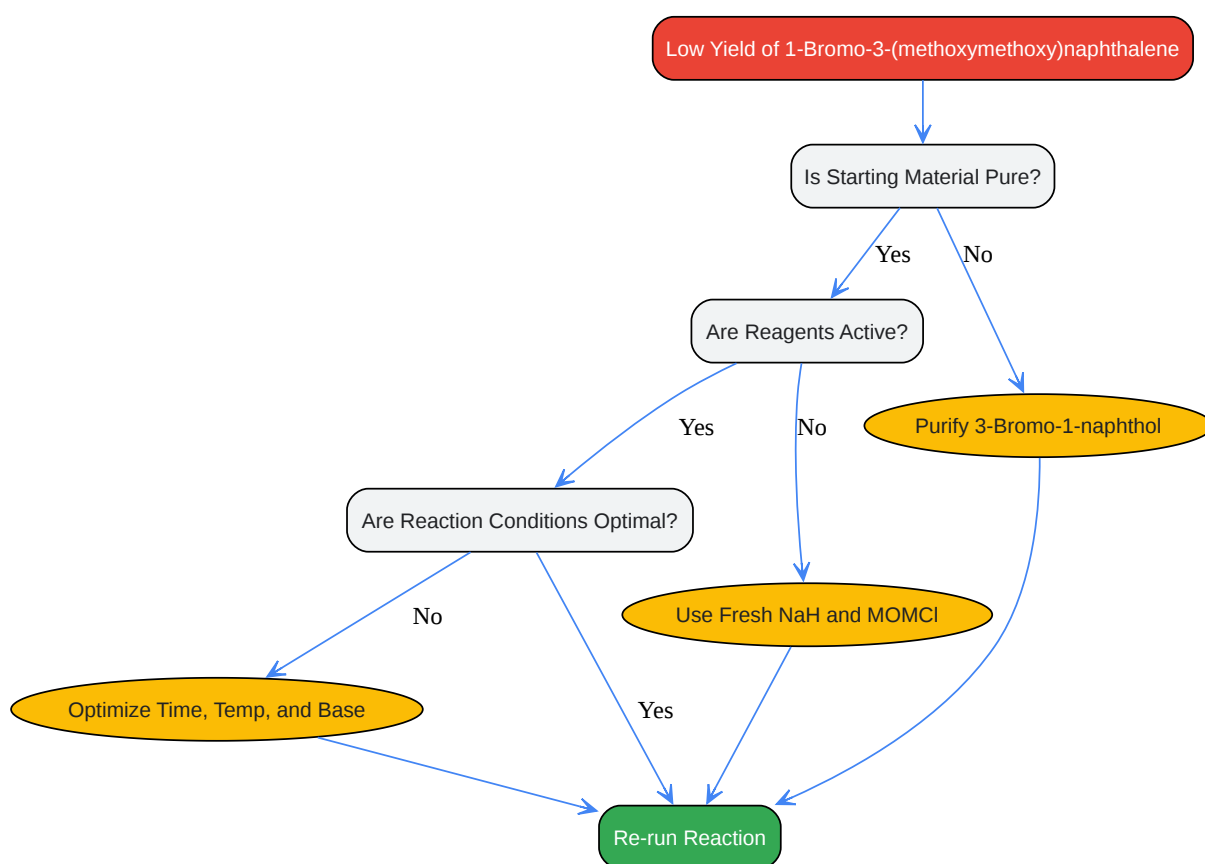 Low Yield of 1-Bromo-3-(methoxymethoxy)naphthalene
Is Starting Material Pure?
Yes
No
Are Reagents Active?
Yes
No
Purify 3-Bromo-1-naphthol
Are Reaction Conditions Optimal?
No
Yes
Use Fresh NaH and MOMCl
Optimize Time, Temp, and Base
Re-run Reaction